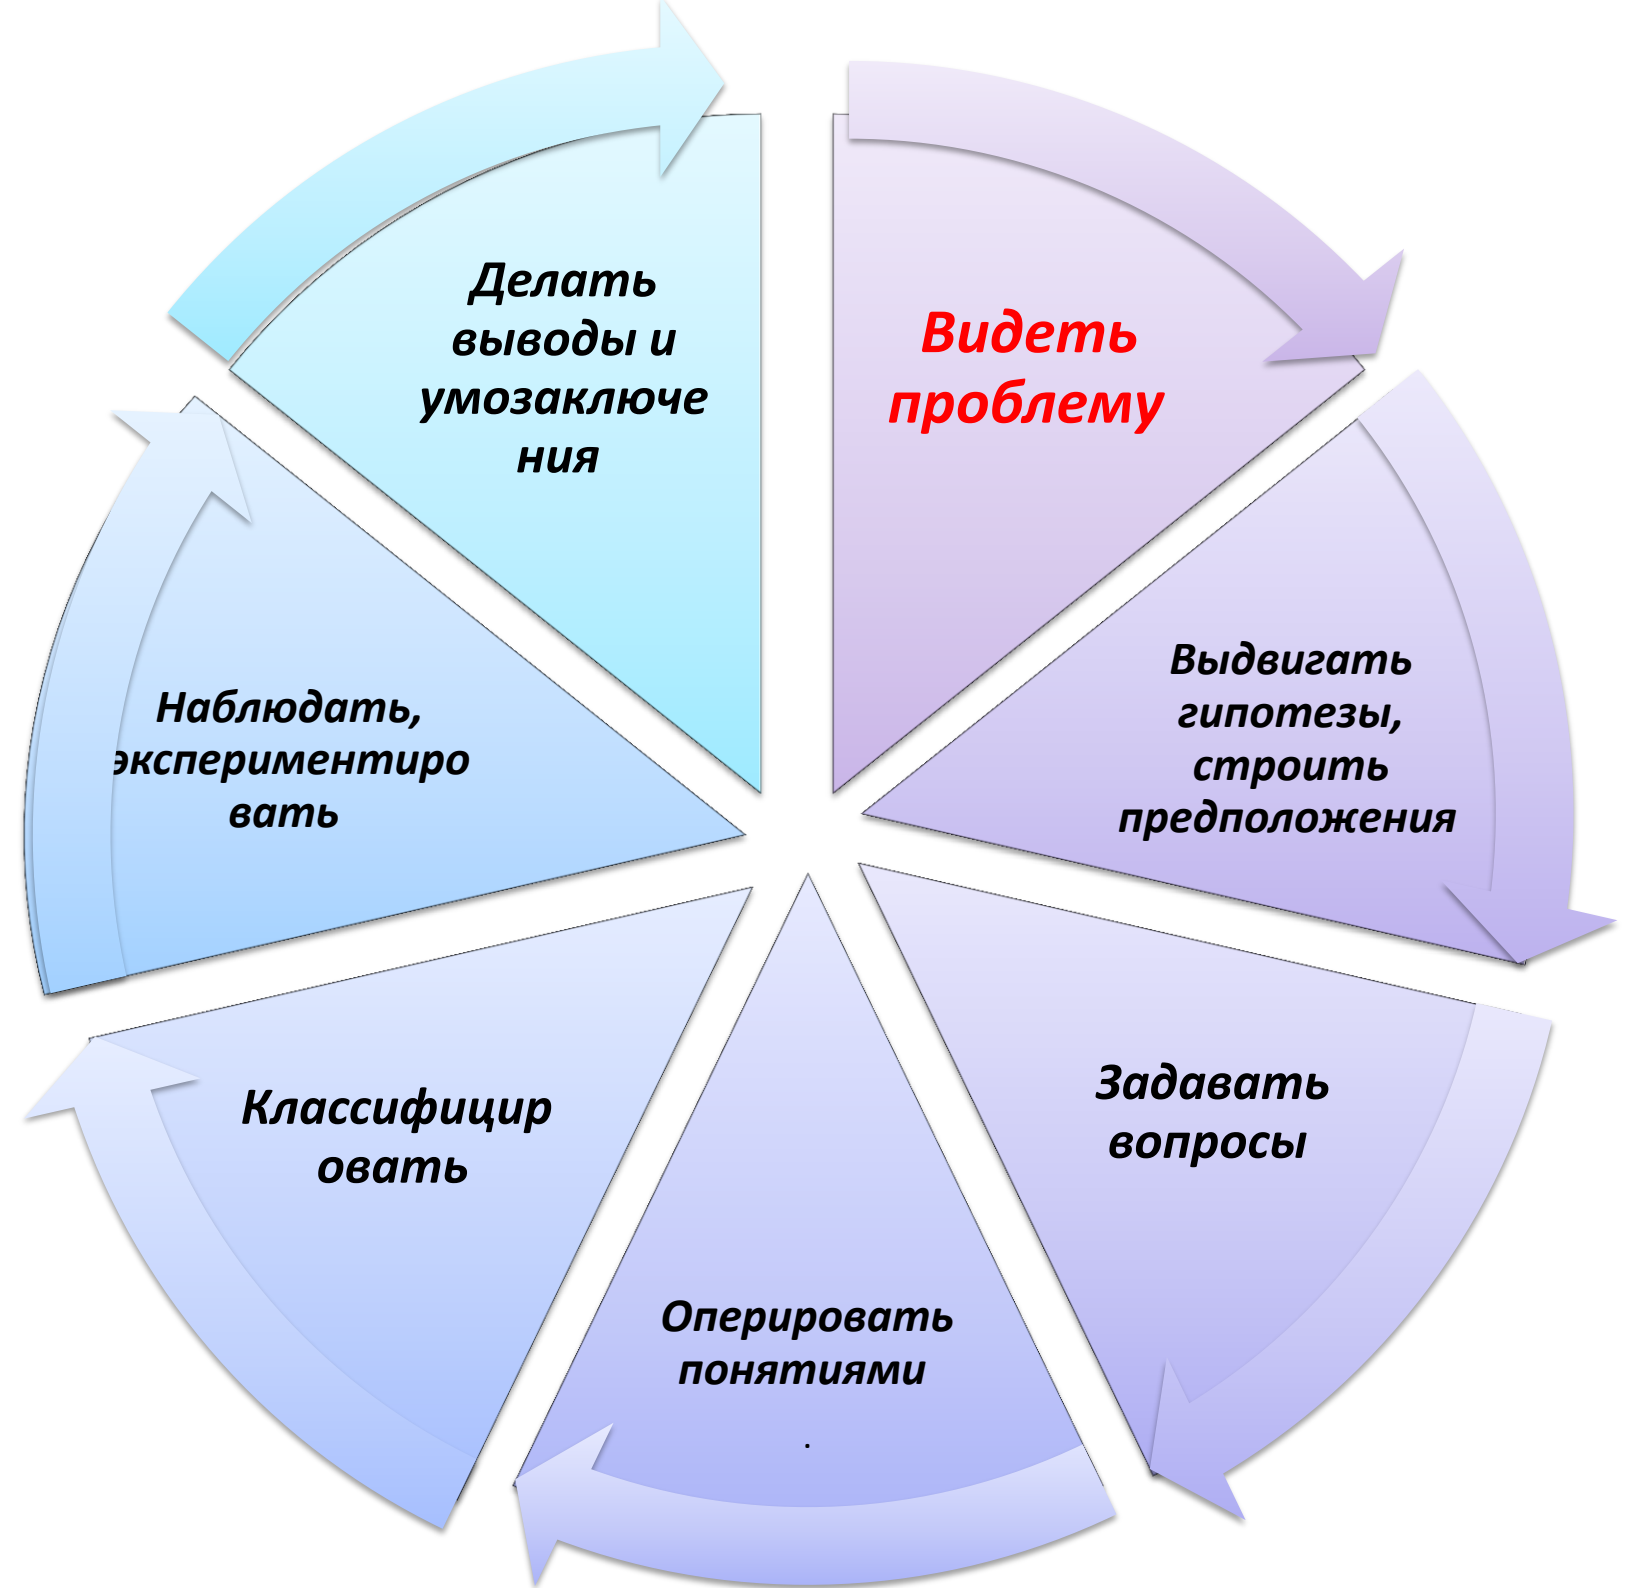 Видеть
проблему
Выдвигать
гипотезы,
строить
предположения
Задавать
вопросы
Оперировать
понятиями
.
Классифицир
овать
Наблюдать,
экспериментиро
вать
Делать
выводы и
умозаключе
ния